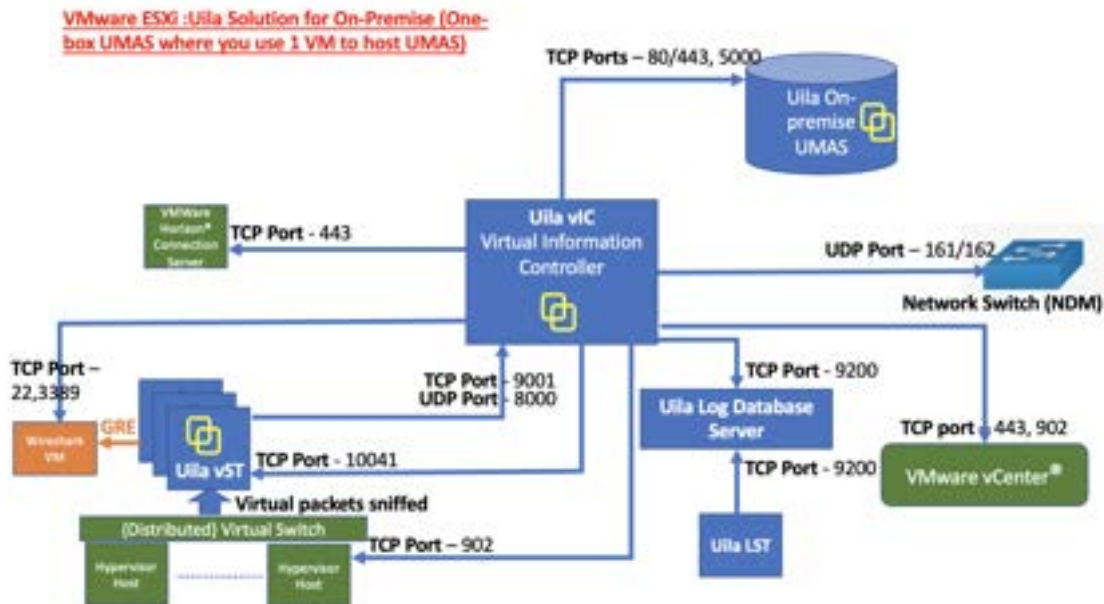 VMware ESXi :Uila Solution for On-Premise (One-
box UMAS where you use 1 VM to host UMAS)
TCP Ports – 80/443, 5000
Uila On-
premise
UMAS
VMWare
Horizon®
Connection
Server
TCP Port - 443
Uila vIC
Virtual Information
Controller
UDP Port – 161/162
Network Switch (NDM)
TCP Port –
22,3389
TCP Port - 9001
UDP Port - 8000
TCP Port - 9200
Uila Log Database
Server
TCP port - 443, 902
VMware vCenter®
GRE
Wireshark
VM
Uila vST
TCP Port - 10041
TCP Port - 9200
Virtual packets sniffed
(Distributed) Virtual Switch
TCP Port – 902
Uila LST
Hypervisor
Host
Hypervisor
Host